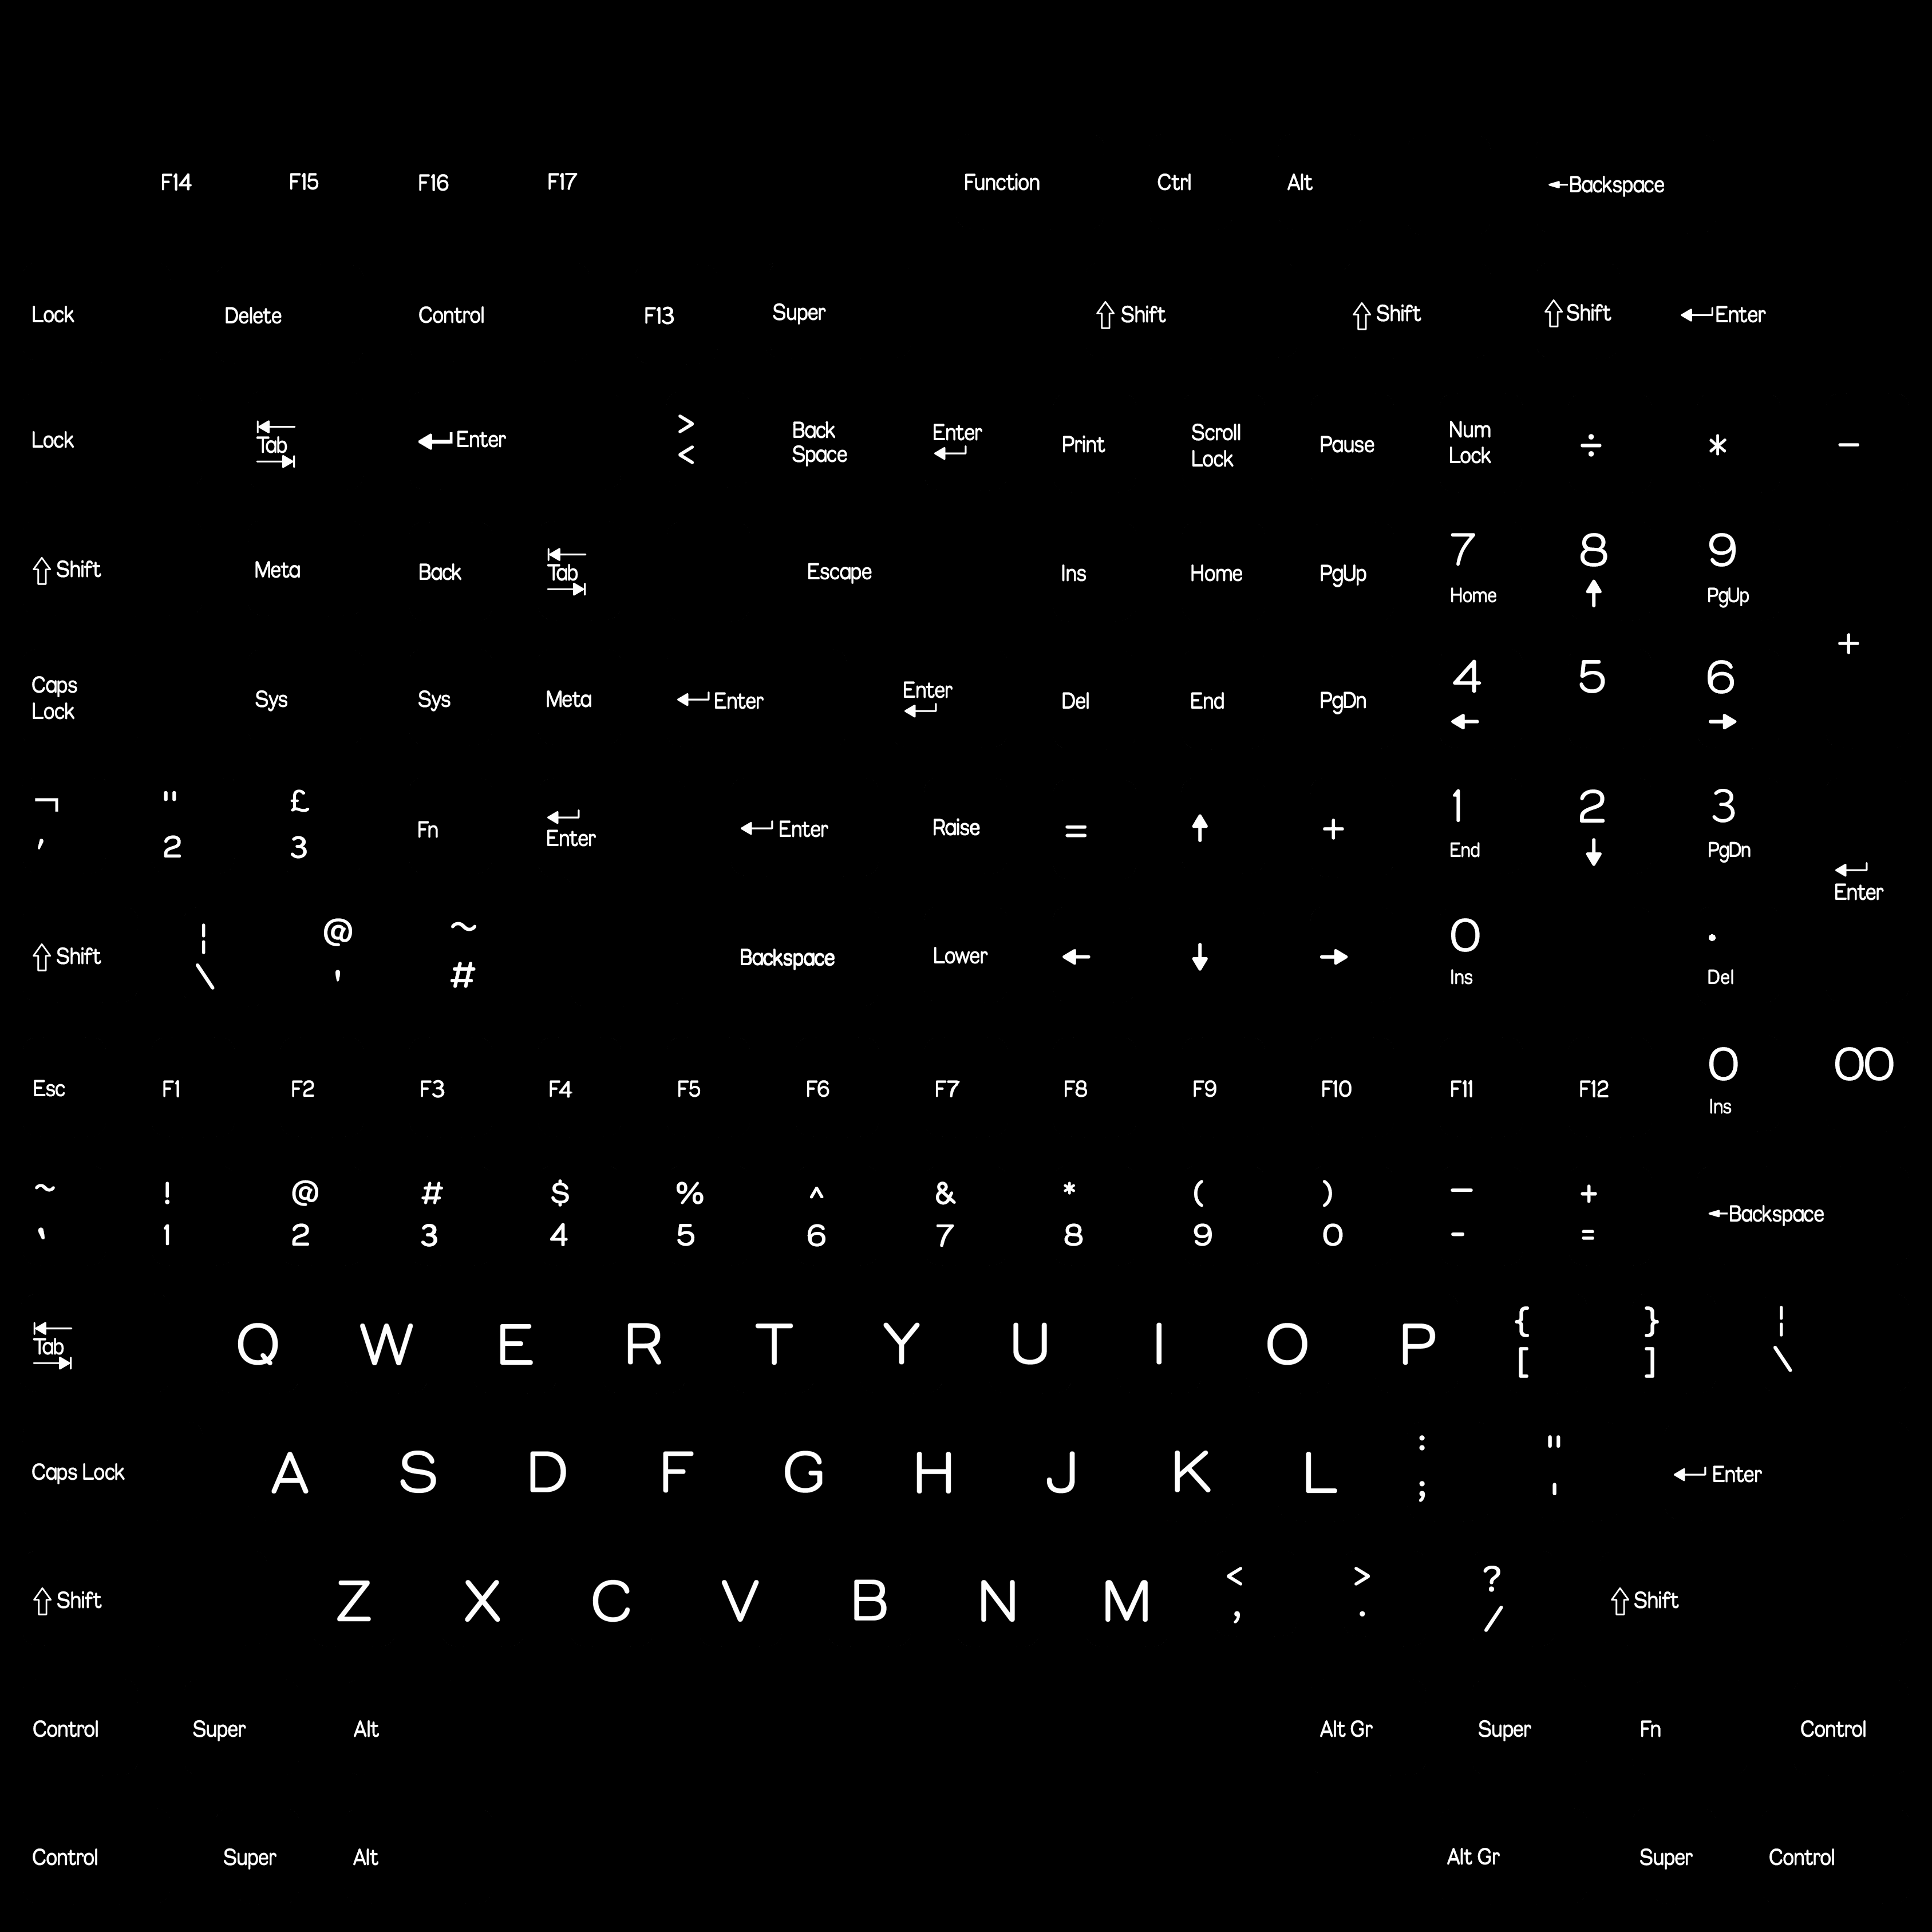 F14 F15 F16 F17 Function Ctrl Alt ←Backspace
Lock Delete Control F13 Super ⇧ Shift ⇧ Shift ⇧ Shift ↵ Enter
Lock Tab ↵ Enter > < Back Space Enter ↵ Print Scroll Lock Pause Num Lock ÷ * −
⇧ Shift Meta Back Tab Escape Ins Home PgUp 7 Home 8 ↑ 9 PgUp
+
Caps Lock Sys Sys Meta ↵ Enter Enter ↵ Del End PgDn 4 ← 5 6 →
¬ ' " 2 £ 3 Fn ↵ Enter ↵ Enter Raise = ↑ + 1 End 2 ↓ 3 PgDn
↵ Enter
⇧ Shift ¦ \ @ ' ~ # Backspace Lower ← ↓ → 0 Ins . Del
Esc F1 F2 F3 F4 F5 F6 F7 F8 F9 F10 F11 F12 0 Ins 00
~ ! @ # $ % ^ & * ( ) _ +
` 1 2 3 4 5 6 7 8 9 0 - = ←Backspace
Tab Q W E R T Y U I O P { [ } ] ¦ \
Caps Lock A S D F G H J K L : ; " ' ↵ Enter
⇧ Shift Z X C V B N M < , > . ? / ⇧ Shift
Control Super Alt Alt Gr Super Fn Control
Control Super Alt Alt Gr Super Control